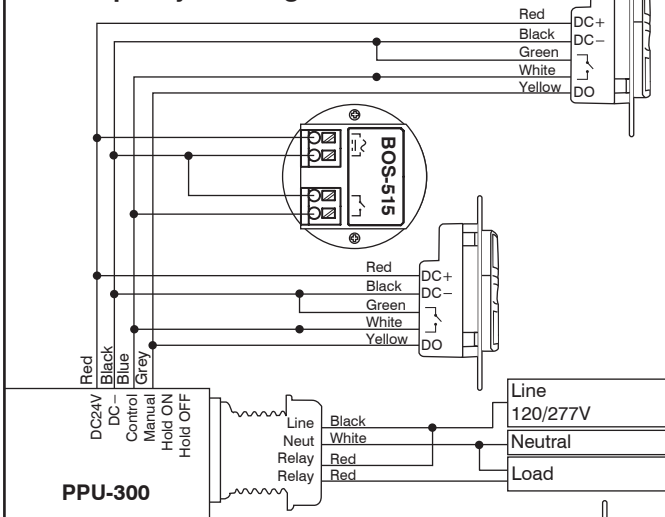 Red
DC+
Black
DC−
Green
White
Yellow
DO
BOS-515
Red
DC+
Black
DC−
Green
White
Yellow
DO
Red
Black
Blue
Grey
DC24V
DC−
Control
Manual
Hold ON
Hold OFF
PPU-300
Line
Black
Neut
White
Relay
Red
Relay
Red
Line
120/277V
Neutral
Load